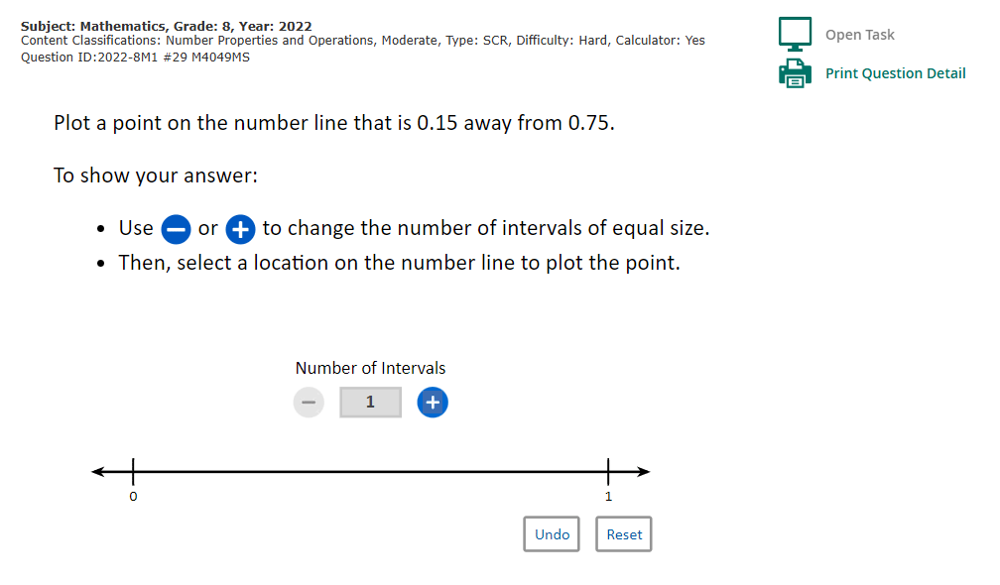 Subject: Mathematics, Grade: 8, Year: 2022
Content Classifications: Number Properties and Operations, Moderate, Type: SCR, Difficulty: Hard, Calculator: Yes
Question ID:2022-8M1 #29 M4049MS
Open Task
Print Question Detail
Plot a point on the number line that is 0.15 away from 0.75.
To show your answer:
• Use − or + to change the number of intervals of equal size.
• Then, select a location on the number line to plot the point.
Number of Intervals
− 1 +
0 1
Undo Reset